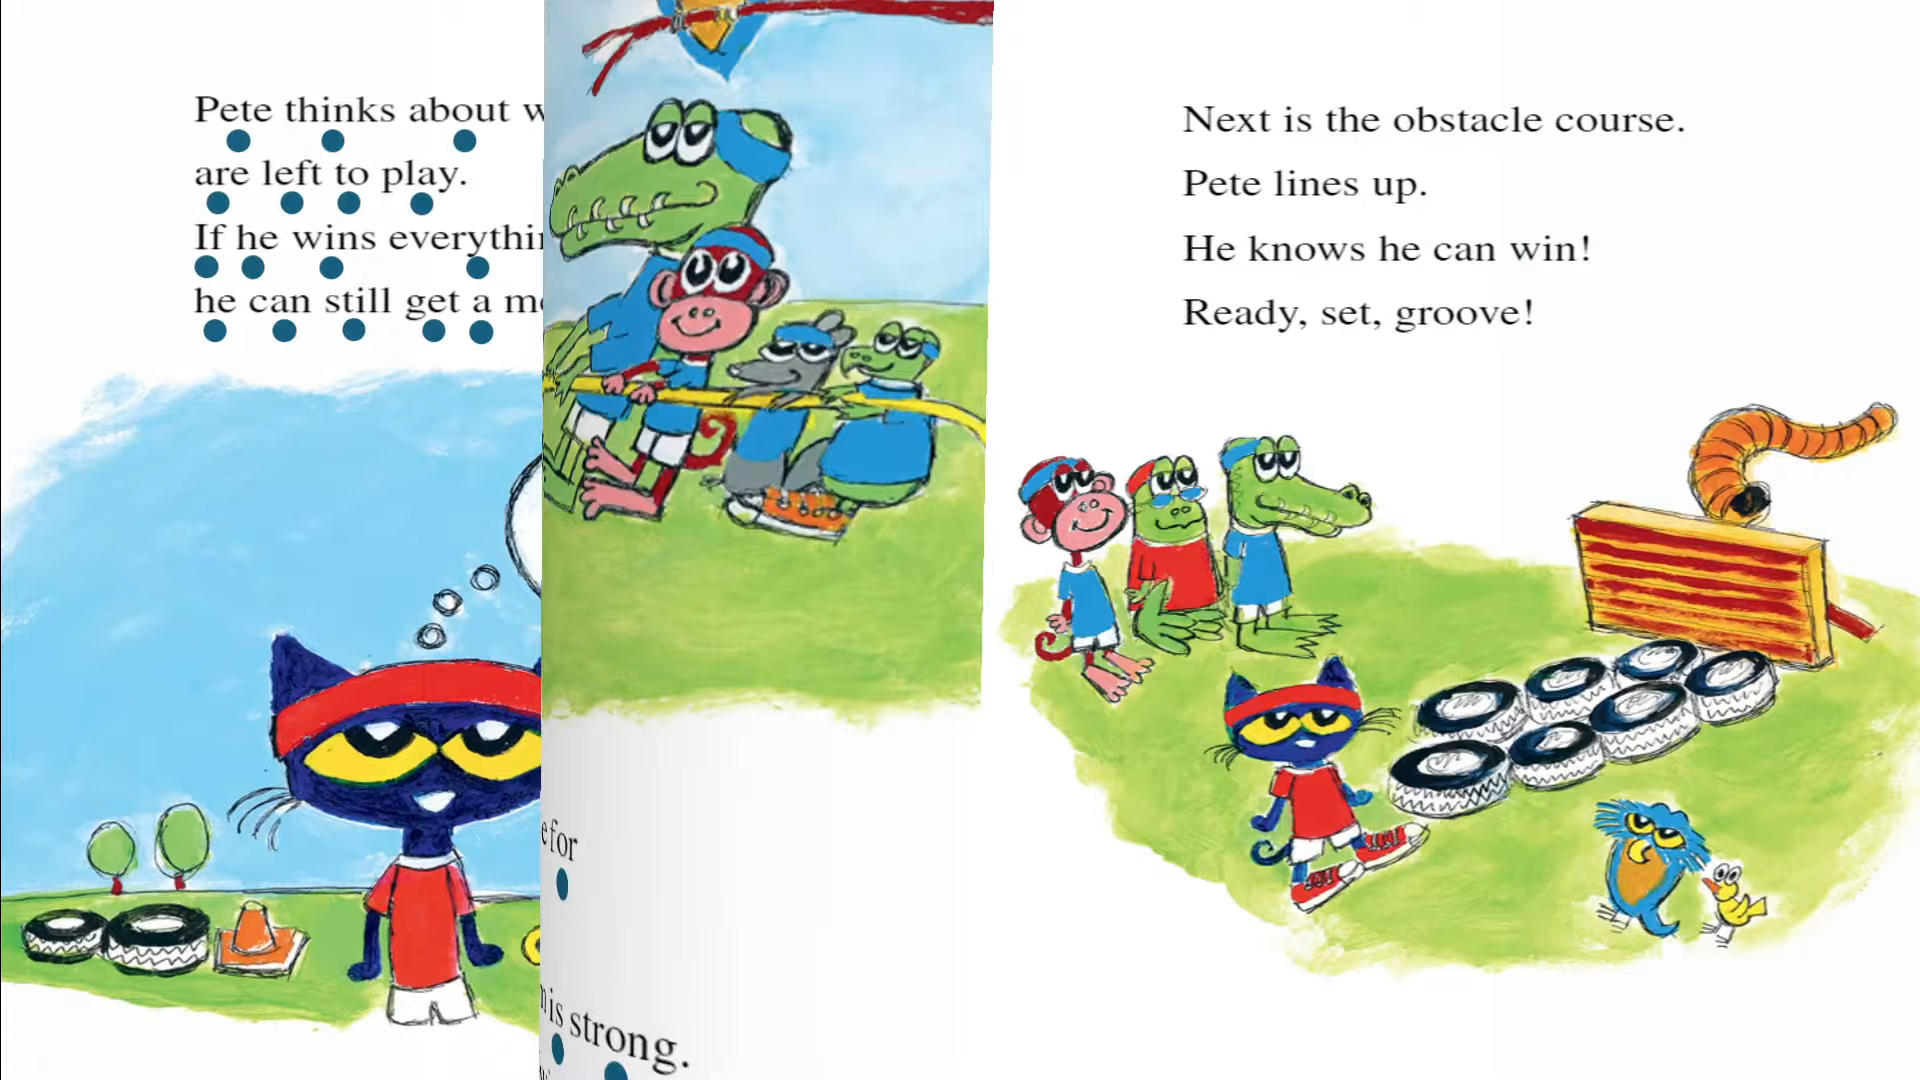 Pete thinks about
are left to play.
If he wins
he can still get a
for
is strong.
Next is the obstacle course.
Pete lines up.
He knows he can win!
Ready, set, groove!